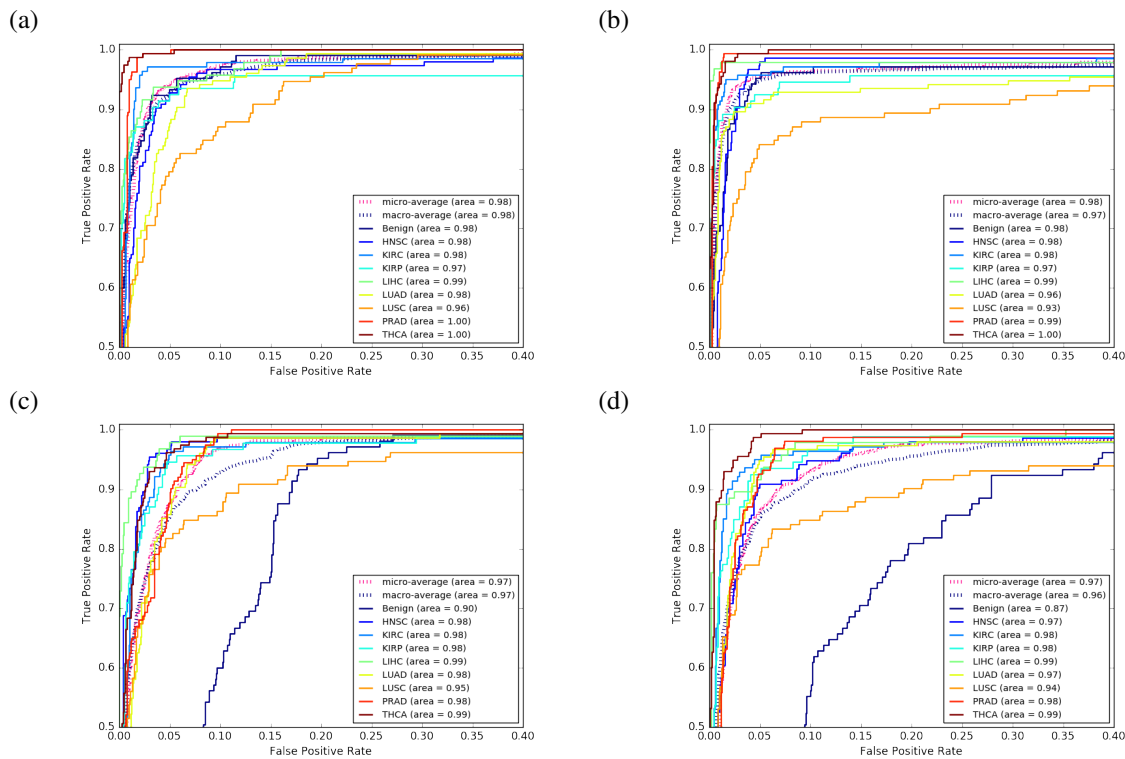 (a)
(b)
1.0
0.9
0.8
0.7
0.6
0.5
True Positive Rate
micro-average (area = 0.98)
macro-average (area = 0.98)
Benign (area = 0.98)
HNSC (area = 0.98)
KIRC (area = 0.98)
KIRP (area = 0.97)
LIHC (area = 0.99)
LUAD (area = 0.98)
LUSC (area = 0.96)
PRAD (area = 1.00)
THCA (area = 1.00)
0.00 0.05 0.10 0.15 0.20 0.25 0.30 0.35 0.40
False Positive Rate
1.0
0.9
0.8
0.7
0.6
0.5
True Positive Rate
micro-average (area = 0.98)
macro-average (area = 0.97)
Benign (area = 0.98)
HNSC (area = 0.98)
KIRC (area = 0.98)
KIRP (area = 0.97)
LIHC (area = 0.99)
LUAD (area = 0.96)
LUSC (area = 0.93)
PRAD (area = 0.99)
THCA (area = 1.00)
0.00 0.05 0.10 0.15 0.20 0.25 0.30 0.35 0.40
False Positive Rate
(c)
(d)
1.0
0.9
0.8
0.7
0.6
0.5
True Positive Rate
micro-average (area = 0.97)
macro-average (area = 0.97)
Benign (area = 0.90)
HNSC (area = 0.98)
KIRC (area = 0.98)
KIRP (area = 0.98)
LIHC (area = 0.99)
LUAD (area = 0.98)
LUSC (area = 0.95)
PRAD (area = 0.98)
THCA (area = 0.99)
0.00 0.05 0.10 0.15 0.20 0.25 0.30 0.35 0.40
False Positive Rate
1.0
0.9
0.8
0.7
0.6
0.5
True Positive Rate
micro-average (area = 0.97)
macro-average (area = 0.96)
Benign (area = 0.87)
HNSC (area = 0.97)
KIRC (area = 0.98)
KIRP (area = 0.98)
LIHC (area = 0.99)
LUAD (area = 0.97)
LUSC (area = 0.94)
PRAD (area = 0.98)
THCA (area = 0.99)
0.00 0.05 0.10 0.15 0.20 0.25 0.30 0.35 0.40
False Positive Rate